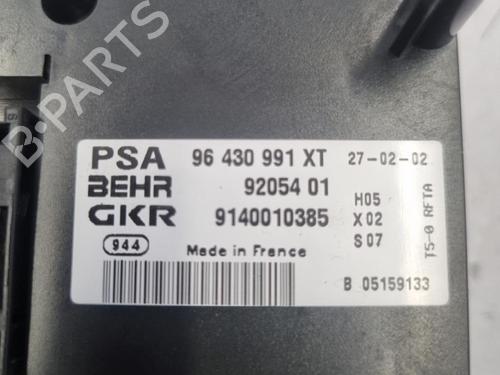 B-PARTS
PSA 96 430 991 XT 27-02-02
BEHR 92054 01 H05
GKR 9140010385 X02
944 Made in France S07
B 05159133
T5-0 RFTA